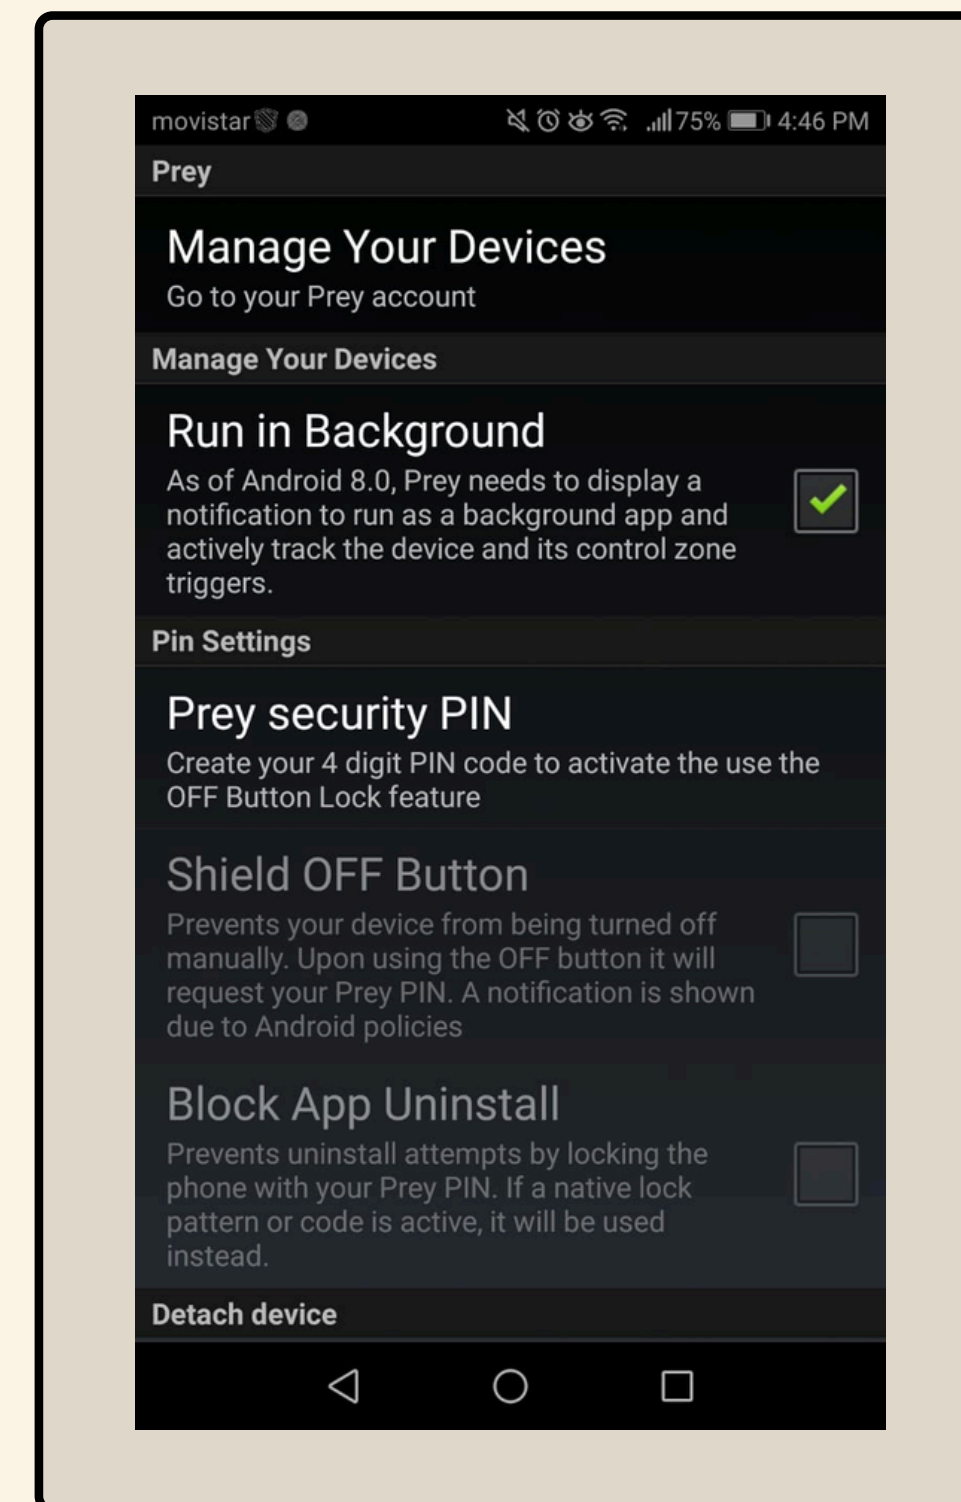 movistar 75% 4:46 PM
Prey
Manage Your Devices
Go to your Prey account
Manage Your Devices
Run in Background
As of Android 8.0, Prey needs to display a
notification to run as a background app and
actively track the device and its control zone
triggers.
Pin Settings
Prey security PIN
Create your 4 digit PIN code to activate the use the
OFF Button Lock feature
Shield OFF Button
Prevents your device from being turned off
manually. Upon using the OFF button it will
request your Prey PIN. A notification is shown
due to Android policies
Block App Uninstall
Prevents uninstall attempts by locking the
phone with your Prey PIN. If a native lock
pattern or code is active, it will be used
instead.
Detach device